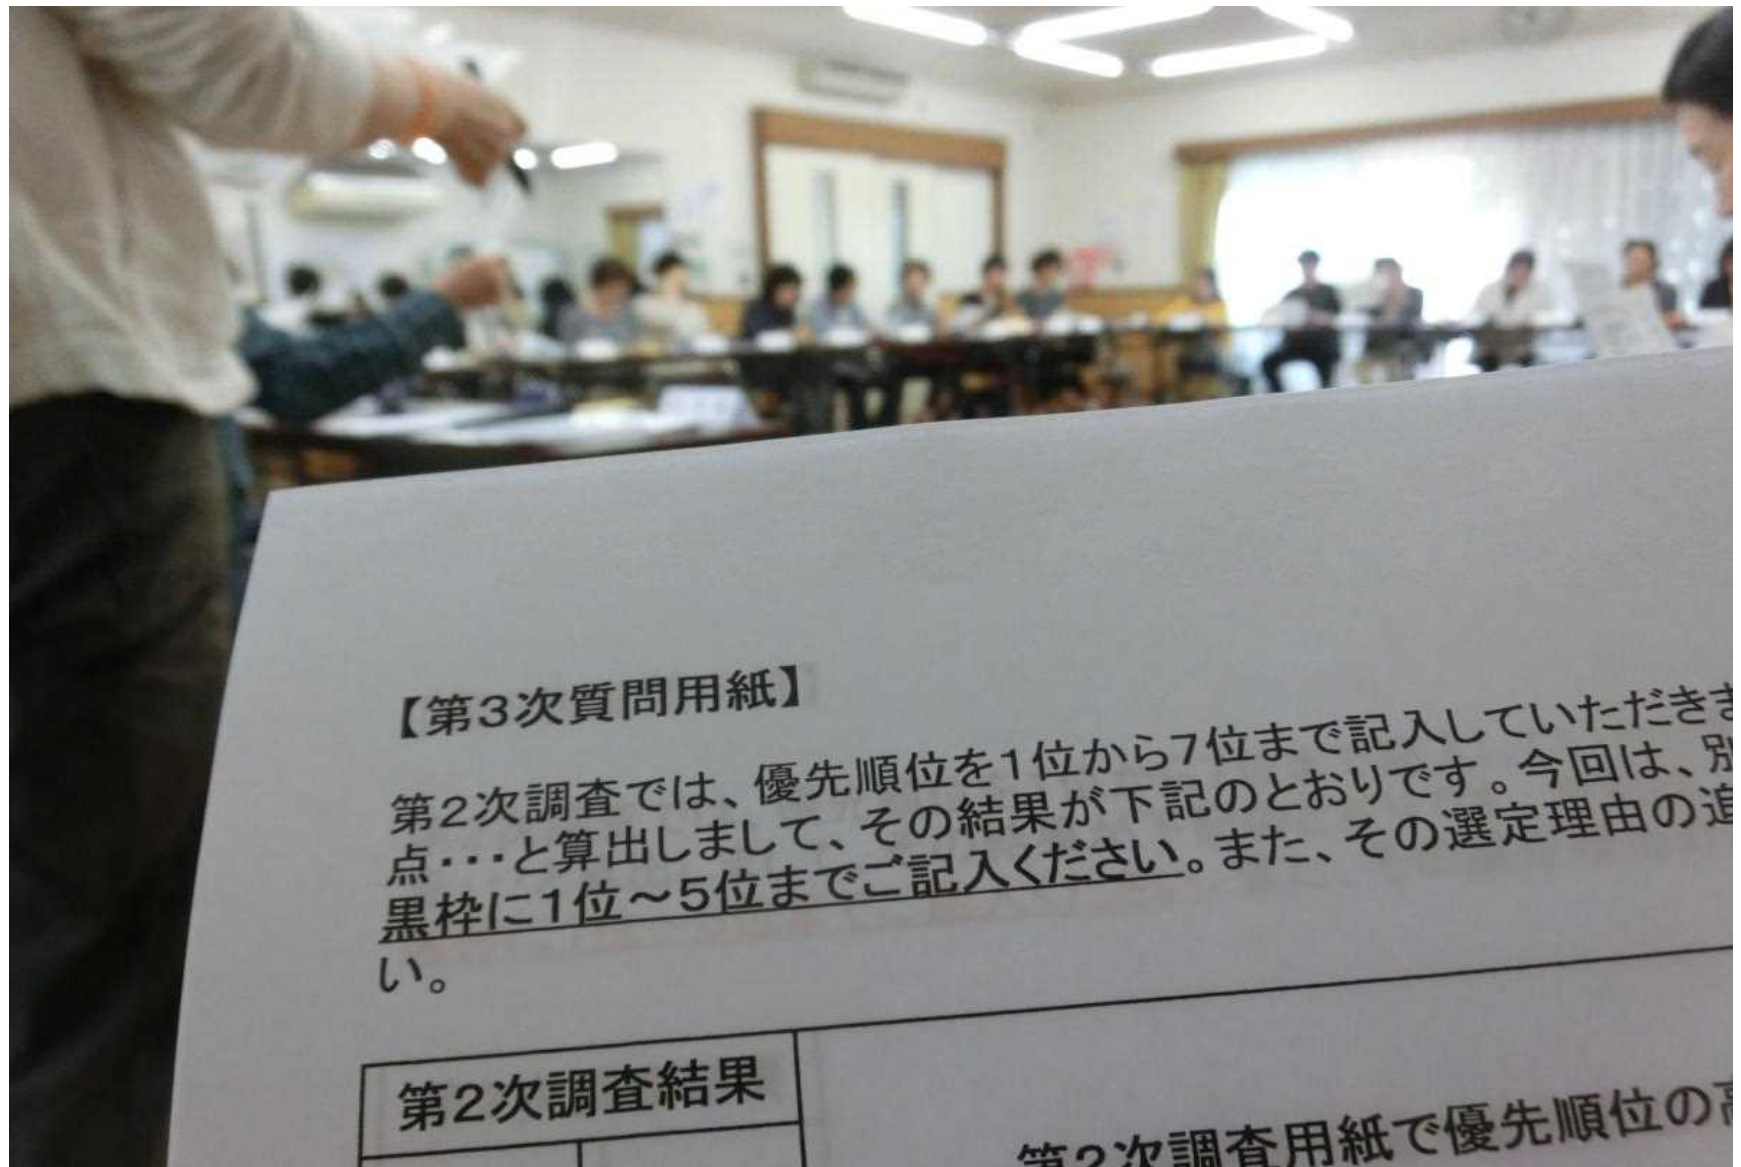 【第3次質問用紙】
第2次調査では、優先順位を1位から7位まで記入していただきま
点・・・と算出しまして、その結果が下記のとおりです。今回は、別
黒枠に1位～5位までご記入ください。また、その選定理由の追
い。
第2次調査結果
第2次調査用紙で優先順位の高